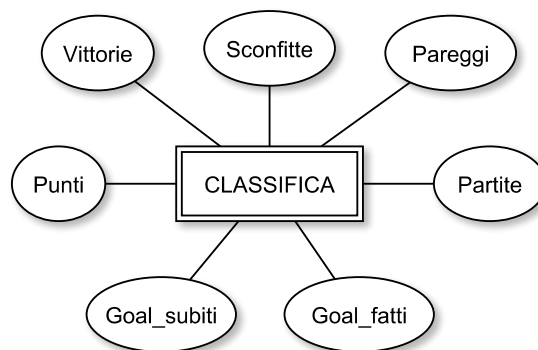 Vittorie
Sconfitte
Pareggi
Punti
CLASSIFICA
Partite
Goal_subiti
Goal_fatti